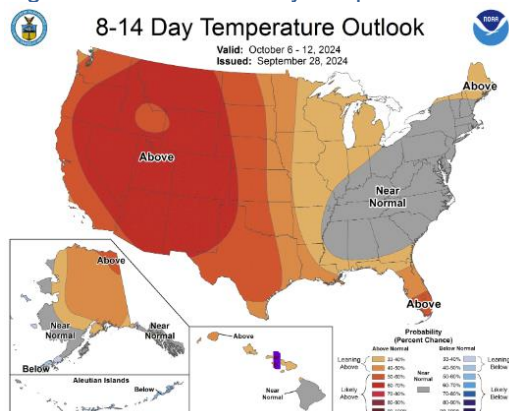 8-14 Day Temperature Outlook
Valid: October 6 - 12, 2024
Issued: September 28, 2024
NOAA
Above
Above
Near
Normal
Above
Above
Near
Normal
Near
Normal
Below
Aleutian Islands
Below
Above
Near
Normal
Probability
(Percent Chance)
Above Normal
Below Normal
Leaning
Above
33-40%
33-40%
Leaning
Below
40-50%
40-50%
50-60%
Near
Normal
50-60%
Likely
Above
60-70%
60-70%
Likely
Below
70-80%
70-80%
80-90%
80-90%